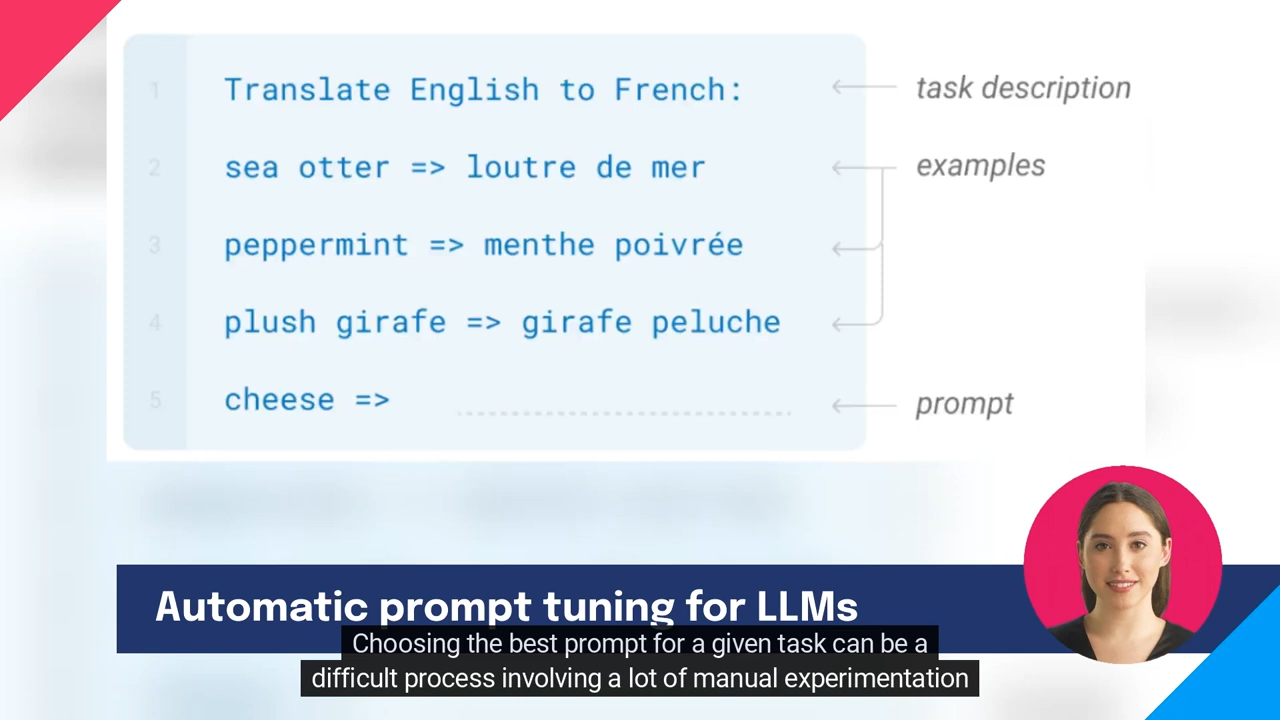 1 Translate English to French: task description
2 sea otter => loutre de mer examples
3 peppermint => menthe poivrée
4 plush girafe => girafe peluche
5 cheese => prompt
Automatic prompt tuning for LLMs
Choosing the best prompt for a given task can be a
difficult process involving a lot of manual experimentation